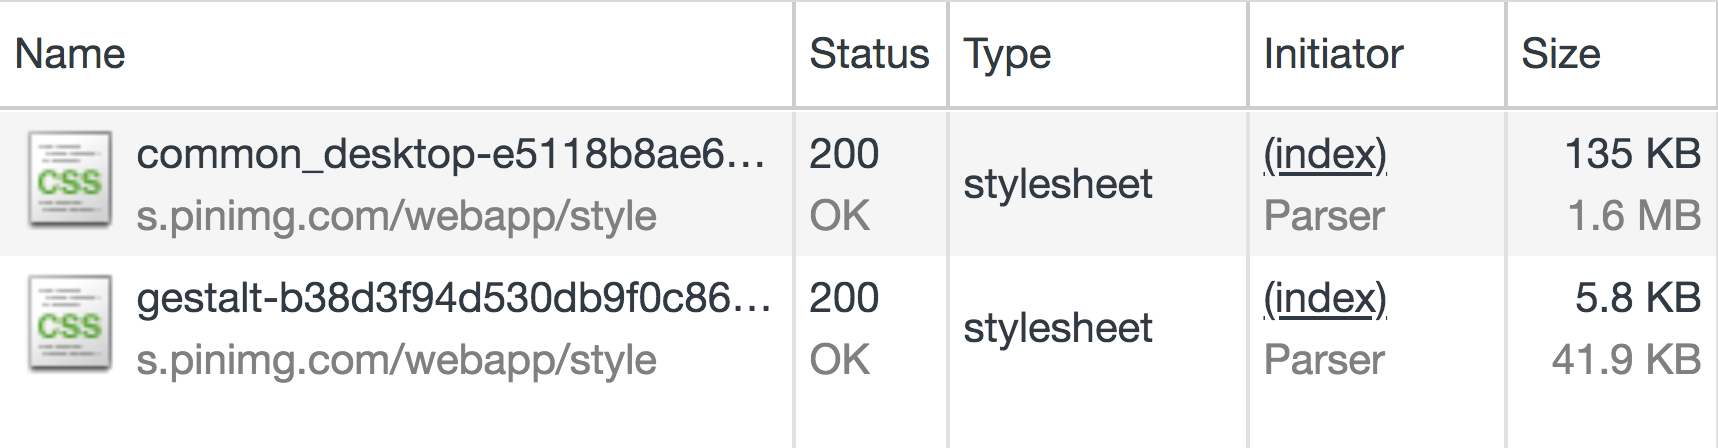 Name Status Type Initiator Size
CSS common_desktop-e5118b8ae6… 200 stylesheet (index) 135 KB
s.pinimg.com/webapp/style OK Parser 1.6 MB
CSS gestalt-b38d3f94d530db9f0c86… 200 stylesheet (index) 5.8 KB
s.pinimg.com/webapp/style OK Parser 41.9 KB